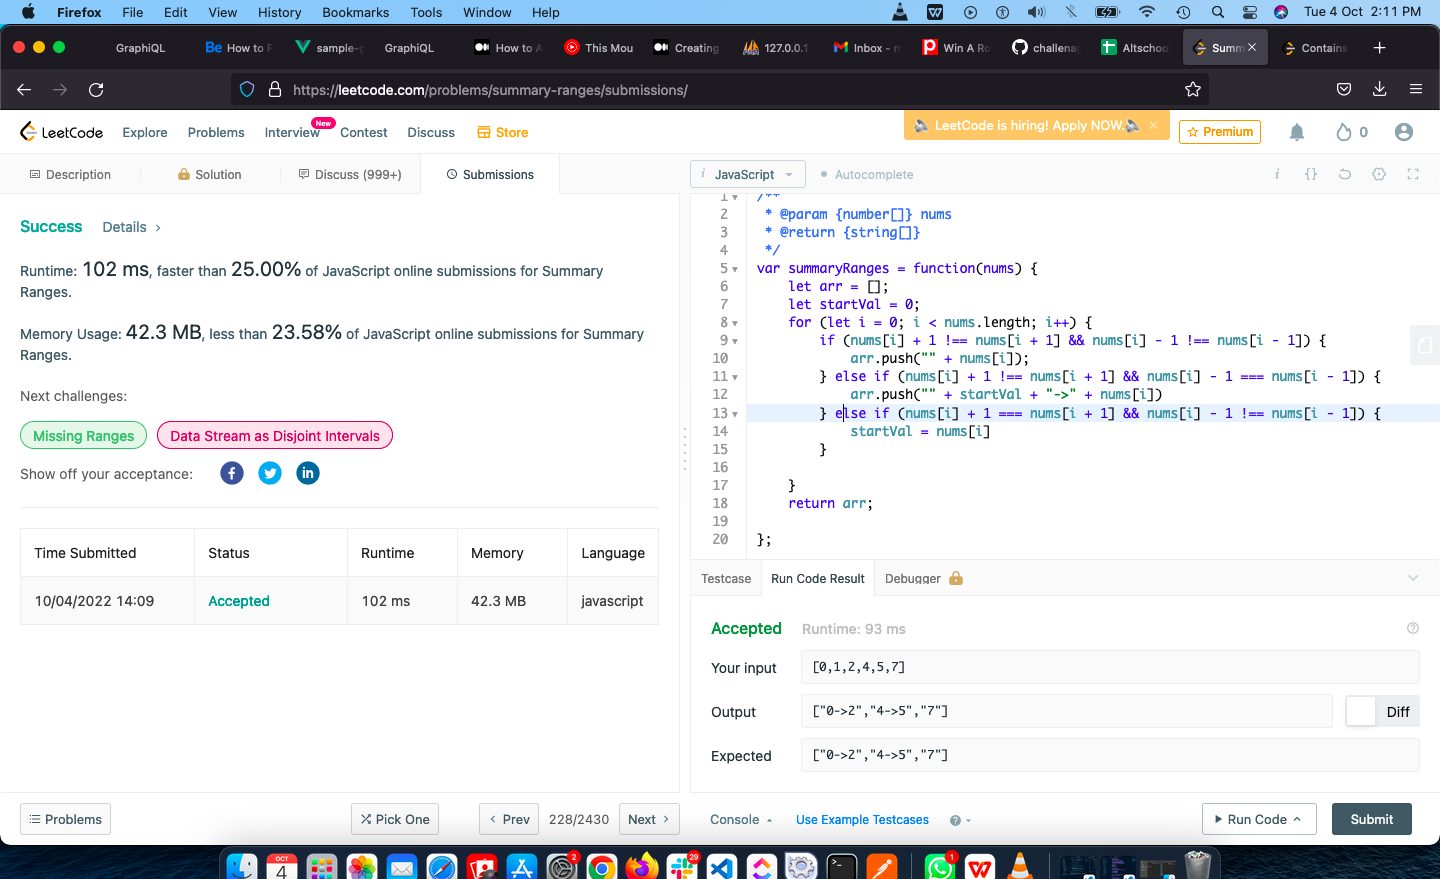 Firefox File Edit View History Bookmarks Tools Window Help Tue 4 Oct 2:11 PM
GraphiQL Be How to F sample-g GraphiQL How to A This Mou Creating 127.0.0.1 Inbox - n Win A Ro challenag Altschoo Summ Contains
https://leetcode.com/problems/summary-ranges/submissions/
LeetCode Explore Problems Interview New Contest Discuss Store LeetCode is hiring! Apply NOW. Premium 0
Description Solution Discuss (999+) Submissions
Success Details
Runtime: 102 ms, faster than 25.00% of JavaScript online submissions for Summary
Ranges.
Memory Usage: 42.3 MB, less than 23.58% of JavaScript online submissions for Summary
Ranges.
Next challenges:
Missing Ranges Data Stream as Disjoint Intervals
Show off your acceptance:
Time Submitted Status Runtime Memory Language
10/04/2022 14:09 Accepted 102 ms 42.3 MB javascript
i JavaScript Autocomplete i {}
1 /**
2 * @param {number[]} nums
3 * @return {string[]}
4 */
5 var summaryRanges = function(nums) {
6 let arr = [];
7 let startVal = 0;
8 for (let i = 0; i < nums.length; i++) {
9 if (nums[i] + 1 !== nums[i + 1] && nums[i] - 1 !== nums[i - 1]) {
10 arr.push("" + nums[i]);
11 } else if (nums[i] + 1 !== nums[i + 1] && nums[i] - 1 === nums[i - 1]) {
12 arr.push("" + startVal + "->" + nums[i])
13 } else if (nums[i] + 1 === nums[i + 1] && nums[i] - 1 !== nums[i - 1]) {
14 startVal = nums[i]
15 }
16
17 }
18 return arr;
19
20 };
Testcase Run Code Result Debugger
Accepted Runtime: 93 ms
Your input [0,1,2,4,5,7]
Output ["0->2","4->5","7"] Diff
Expected ["0->2","4->5","7"]
Problems Pick One Prev 228/2430 Next Console Use Example Testcases Run Code Submit
OCT
4 2 29 1